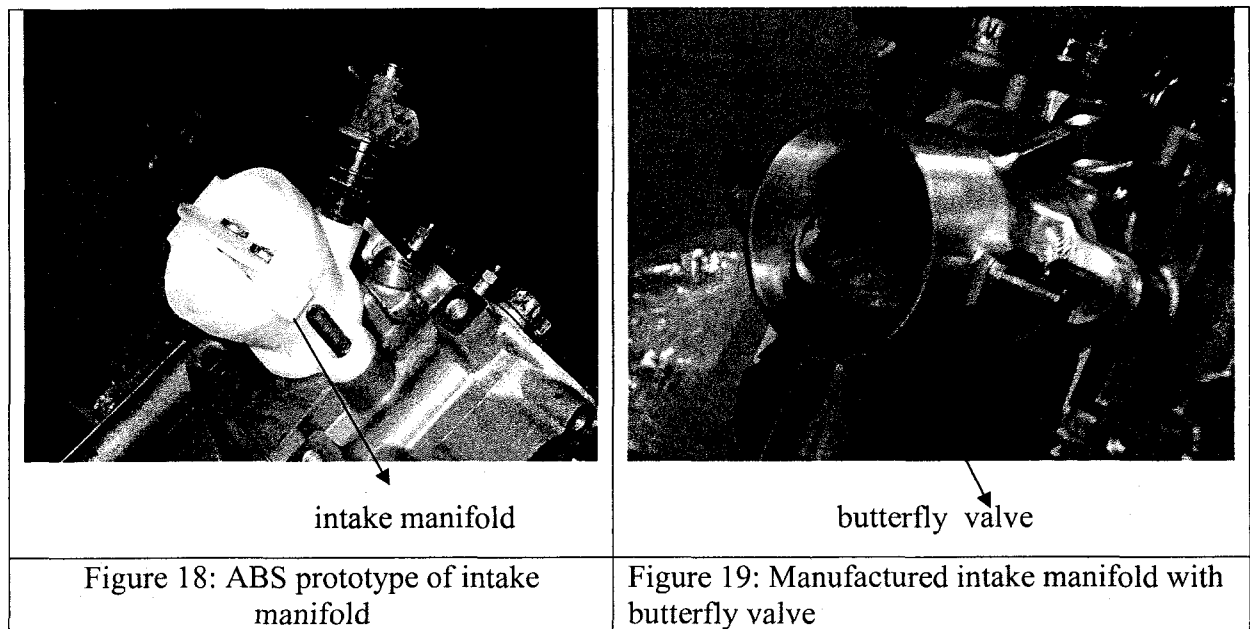 intake manifold
butterfly valve
Figure 18: ABS prototype of intake
manifold
Figure 19: Manufactured intake manifold with
butterfly valve